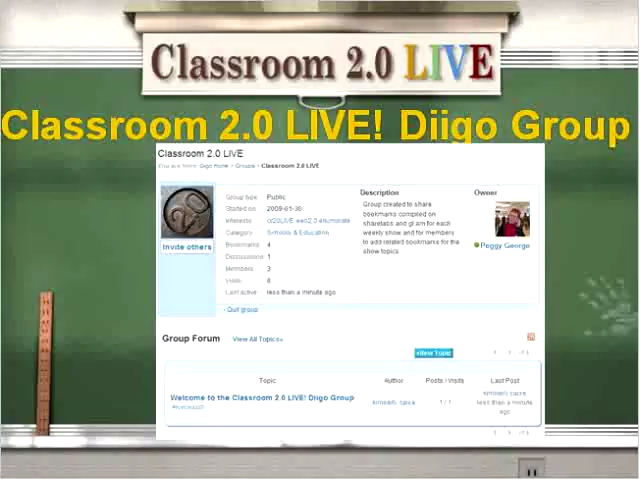 Classroom 2.0 LIVE
Classroom 2.0 LIVE! Diigo Group
Classroom 2.0 LIVE
You are here: Diigo Home > Groups > Classroom 2.0 LIVE
20
Invite others
Group type Public
Started on 2009-01-30
Interests
Category Schools & Education
Bookmarks 4
Discussions 1
Members 3
Visits 6
Last active less than a minute ago
Quit group
Description
Group created to share
bookmarks compiled on
sharetabs and gl.am for each
weekly show and for members
to add related bookmarks for the
show topics.
Owner
Peggy George
Group Forum View All Topics»
+New Topic
Topic Author Posts / Visits Last Post
Welcome to the Classroom 2.0 LIVE! Diigo Group 1 / 1
less than a minute
ago